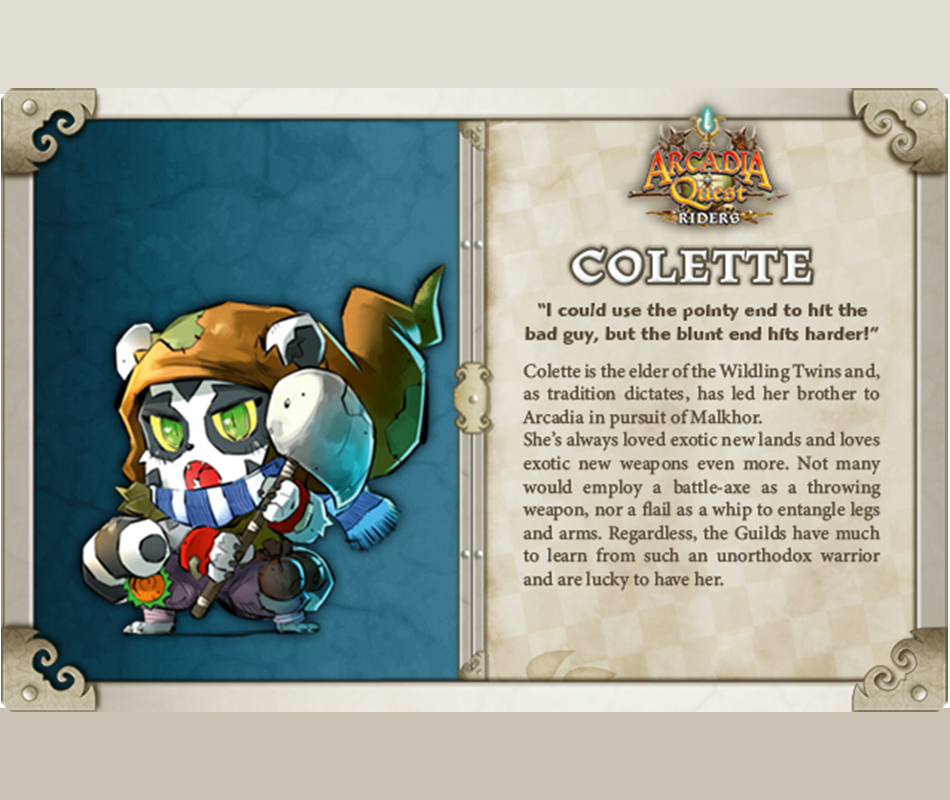 ARCADIA
Quest
RIDERS
COLETTE
“I could use the pointy end to hit the
bad guy, but the blunt end hits harder!”
Colette is the elder of the Wildling Twins and,
as tradition dictates, has led her brother to
Arcadia in pursuit of Malkhor.
She’s always loved exotic new lands and loves
exotic new weapons even more. Not many
would employ a battle-axe as a throwing
weapon, nor a flail as a whip to entangle legs
and arms. Regardless, the Guilds have much
to learn from such an unorthodox warrior
and are lucky to have her.